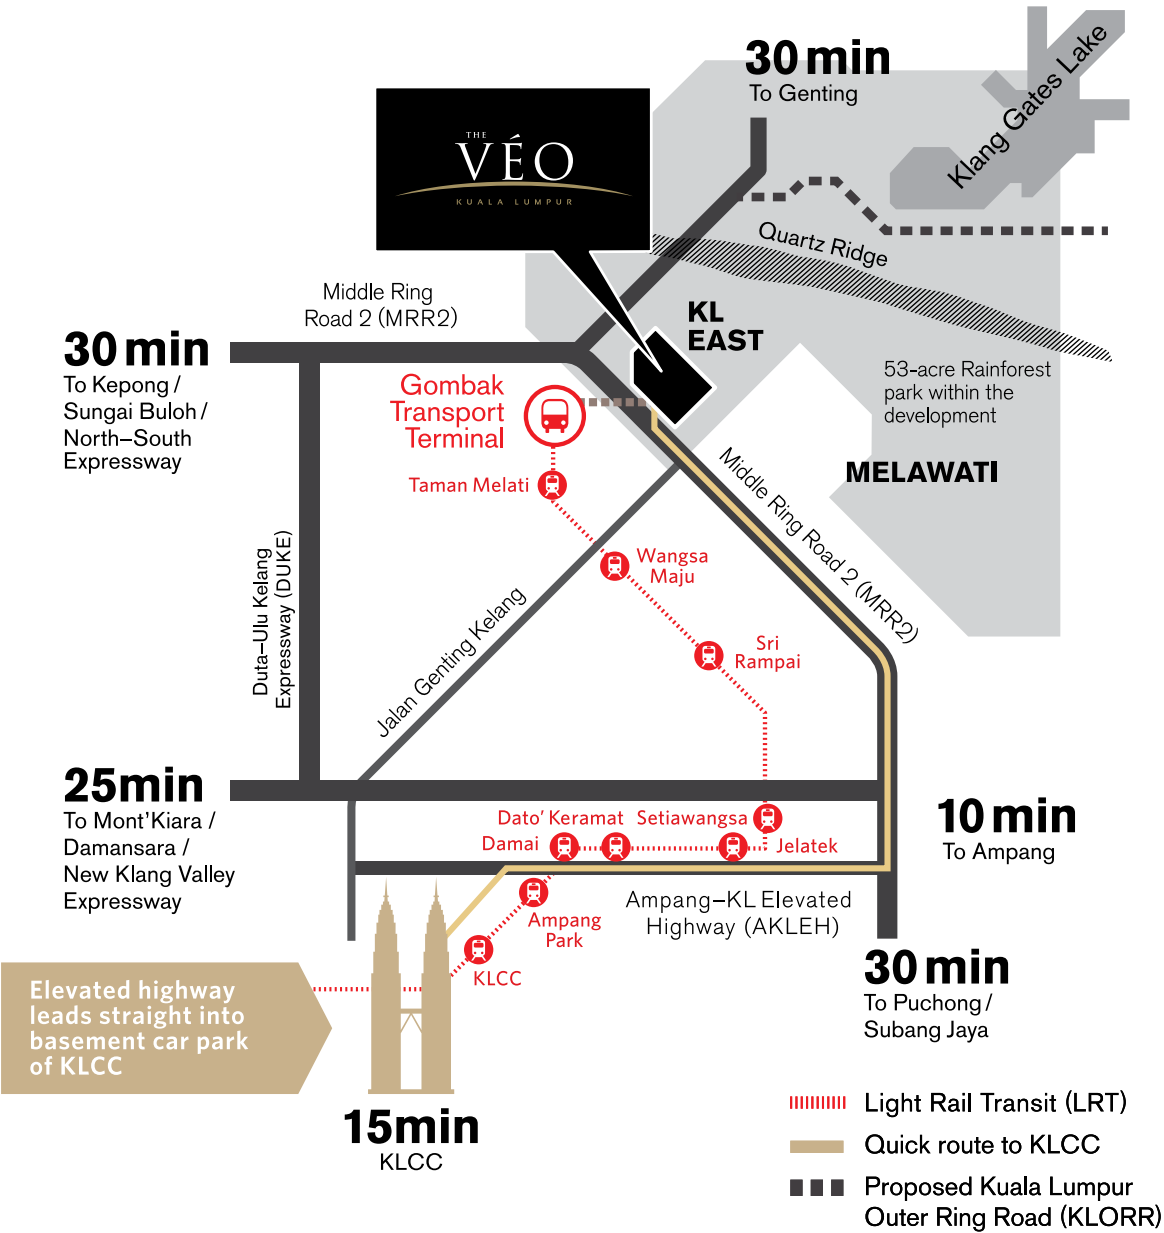 30 min
To Genting
Klang Gates Lake
THE
VÉO
KUALA LUMPUR
Quartz Ridge
Middle Ring
Road 2 (MRR2)
KL
EAST
30 min
To Kepong /
Sungai Buloh /
North–South
Expressway
53-acre Rainforest
park within the
development
Gombak
Transport
Terminal
MELAWATI
Taman Melati
Middle Ring Road 2 (MRR2)
Wangsa
Maju
Duta–Ulu Kelang
Expressway (DUKE)
Jalan Genting Kelang
Sri
Rampai
25min
To Mont'Kiara /
Damansara /
New Klang Valley
Expressway
Dato' Keramat
Setiawangsa
Damai
Jelatek
10 min
To Ampang
Ampang–KL Elevated
Highway (AKLEH)
Ampang
Park
KLCC
30 min
To Puchong /
Subang Jaya
Elevated highway
leads straight into
basement car park
of KLCC
15min
KLCC
Light Rail Transit (LRT)
Quick route to KLCC
Proposed Kuala Lumpur
Outer Ring Road (KLORR)